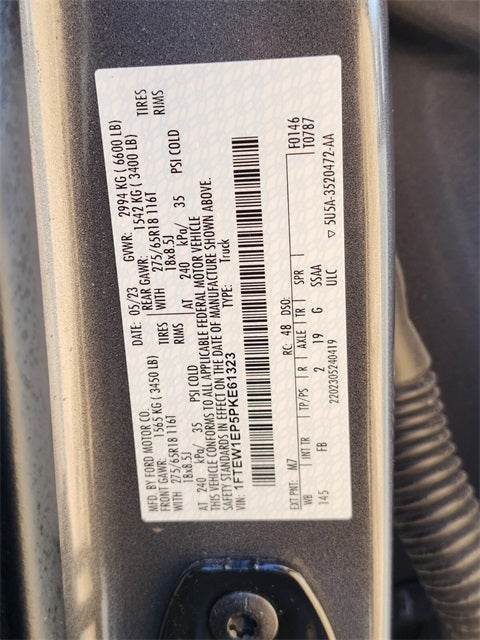 MFD. BY FORD MOTOR CO. DATE: 05/23 GVWR: 2994 KG ( 6600 LB)
FRONT GAWR: 1565 KG ( 3450 LB) REAR GAWR: 1542 KG ( 3400 LB)
WITH 275/65R18 116T TIRES WITH 275/65R18 116T TIRES
18x8.5J RIMS 18x8.5J RIMS
AT 240 kPa/ 35 PSI COLD AT 240 kPa/ 35 PSI COLD
THIS VEHICLE CONFORMS TO ALL APPLICABLE FEDERAL MOTOR VEHICLE
SAFETY STANDARDS IN EFFECT ON THE DATE OF MANUFACTURE SHOWN ABOVE.
VIN: 1FTEW1EP5PKE61323 TYPE: Truck
F0146
T0787
EXT PNT: M7 RC: 48 DSO:
WB INT TR TP/PS R AXLE TR SPR
145 FB 2 19 G SSAA
ULC
2202305240419 ▽ 5U5A-3520472-AA